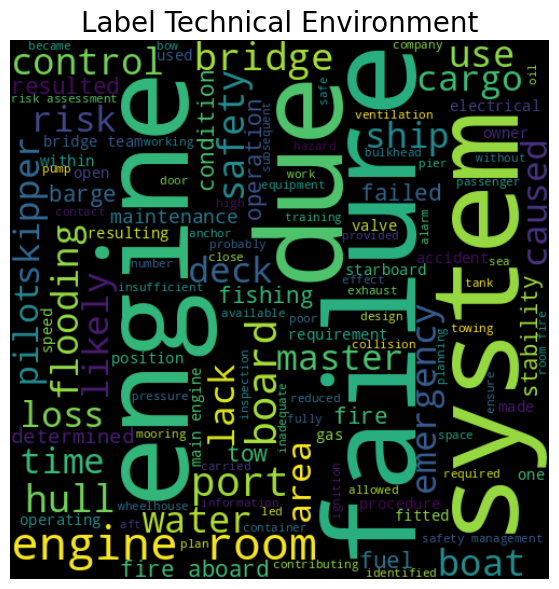 Label Technical Environment
became
bow
used
company
control
bridge
use
resulted
cargo
oil
risk assessment
safe
risk
condition
safety
operation
subsequent
ventilation
electrical
bridge team
working
hazard
ship
owner
within
bulkhead
pier
without
pump
open
door
work
equipment
passenger
barge
high
failed
caused
contact
maintenance
training
pilotskipper
engine
due
failure
system
resulting
anchor
valve
alarm
provided
flooding
likely
probably
starboard
accident
sea
number
close
deck
effect
tank
speed
insufficient
fishing
exhaust
available
poor
design
towing
position
requirement
collision
planning
room fire
stability
pressure
board
master
emergency
loss
main engine
lack
inspection
inadequate
reduced
fire
made
ensure
determined
mooring
fully
gas
space
one
time
tow
carried
port
area
ignition
allowed
required
procedure
hull
wheelhouse
information
operating
aft
water
led
container
fitted
engine room
plan
contributing
fuel
safety management
fire aboard
identified
boat